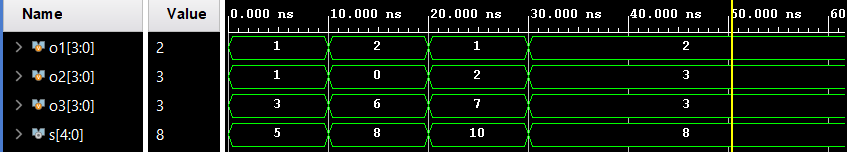 Name Value 0.000 ns 10.000 ns 20.000 ns 30.000 ns 40.000 ns 50.000 ns 60
o1[3:0] 2 1 2 1 2
o2[3:0] 3 1 0 2 3
o3[3:0] 3 3 6 7 3
s[4:0] 8 5 8 10 8